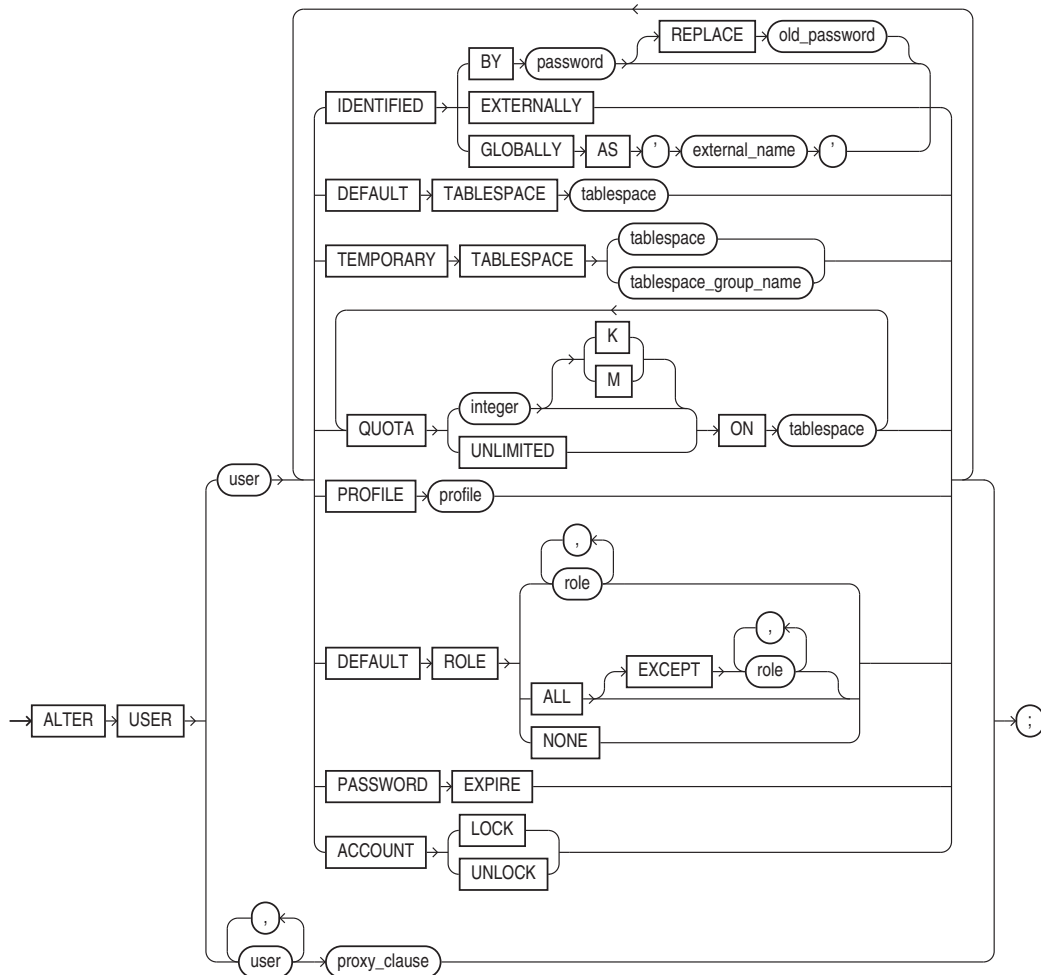 REPLACE old_password
BY password
IDENTIFIED EXTERNALLY
GLOBALLY AS ’ external_name ’
DEFAULT TABLESPACE tablespace
tablespace
TEMPORARY TABLESPACE
tablespace_group_name
K
M
integer
QUOTA ON tablespace
UNLIMITED
user
PROFILE profile
,
role
,
DEFAULT ROLE EXCEPT role
ALL
ALTER USER ;
NONE
PASSWORD EXPIRE
LOCK
ACCOUNT
UNLOCK
,
user proxy_clause